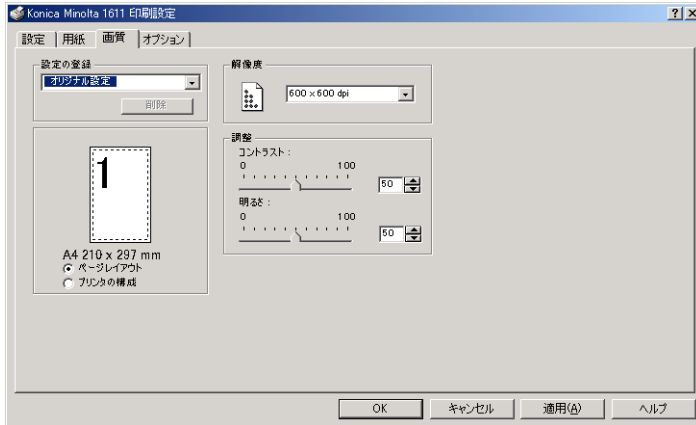 Konica Minolta 1611 印刷設定
設定 用紙 画質 オプション
設定の登録
オリジナル設定
削除
1
A4 210 x 297 mm
ページレイアウト
プリンタの構成
解像度
600 x 600 dpi
調整
コントラスト :
0 100
50
明るさ :
0 100
50
OK キャンセル 適用(A) ヘルプ